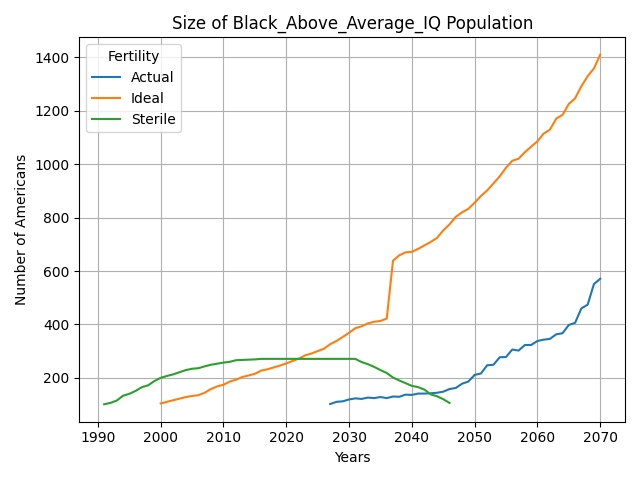 Size of Black_Above_Average_IQ Population
Fertility
Actual
Ideal
Sterile
Number of Americans
1400
1200
1000
800
600
400
200
1990 2000 2010 2020 2030 2040 2050 2060 2070
Years